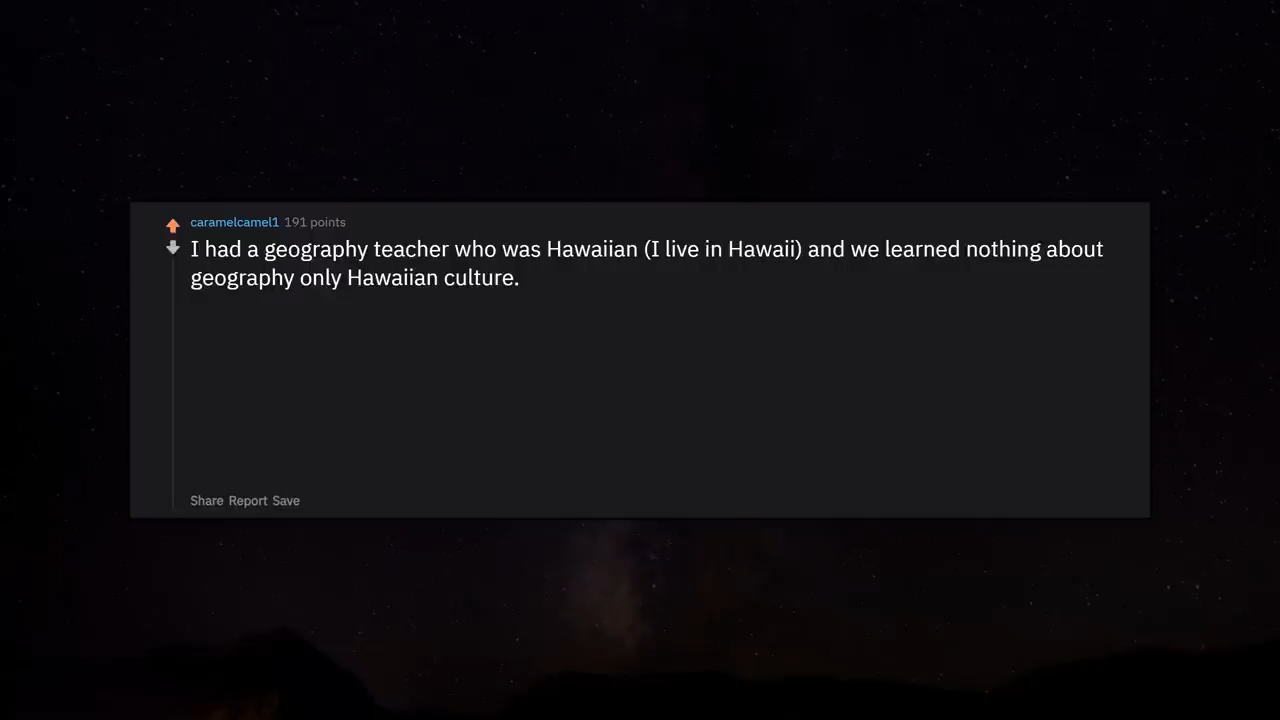 caramelcamel1 191 points
I had a geography teacher who was Hawaiian (I live in Hawaii) and we learned nothing about
geography only Hawaiian culture.
Share Report Save